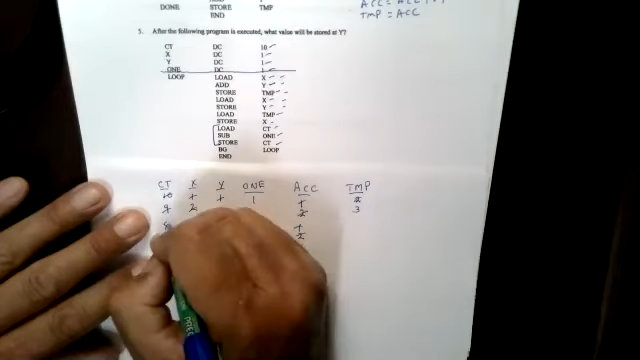 TMP = ACC
DONE STORE TMP
END
5. After the following program is executed, what value will be stored at Y?
CT DC 10
X DC 1
Y DC 1
ONE DC 1
LOOP LOAD X
ADD Y
STORE TMP
LOAD X
STORE Y
LOAD TMP
STORE X
LOAD CT
SUB ONE
STORE CT
BG LOOP
END
CT X Y ONE ACC TMP
10 1 1 1 1 2
9 2 2 3
1
2